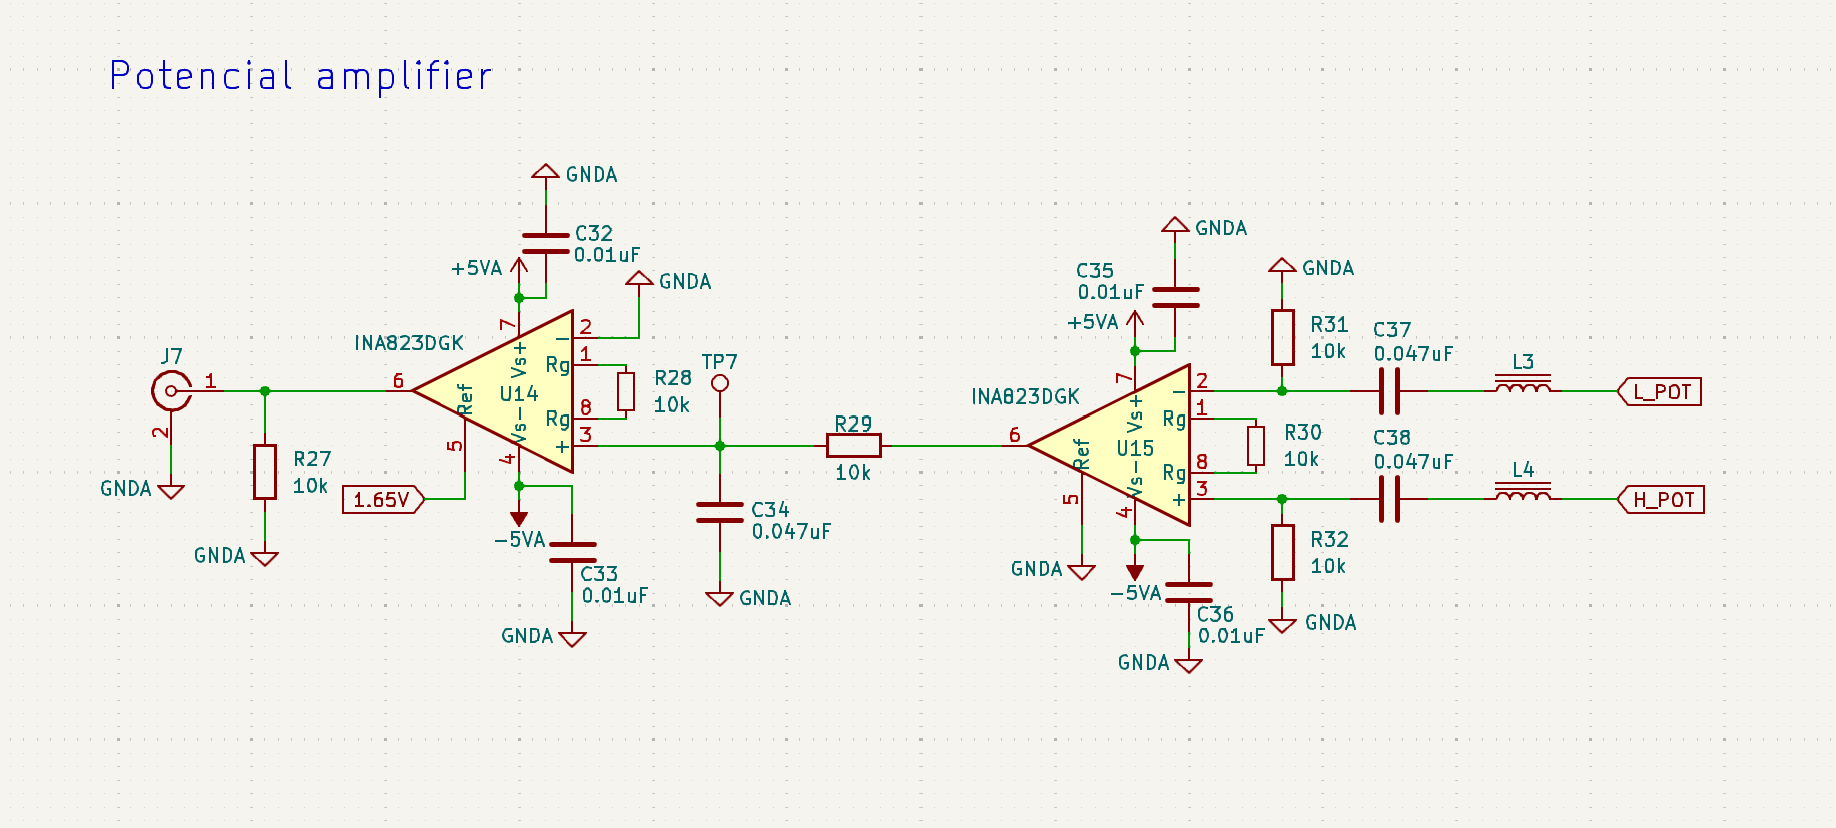 Potencial amplifier
GNDA
C32
0.01uF
+5VA
GNDA
INA823DGK
7
2
1
8
3
6
5
4
Vs+
Rg
U14
Ref
Vs-
Rg
−
+
J7
1
2
GNDA
R27
10k
GNDA
1.65V
R28
10k
−5VA
C33
0.01uF
GNDA
TP7
C34
0.047uF
GNDA
R29
10k
GNDA
C35
0.01uF
+5VA
INA823DGK
7
2
1
8
3
6
5
4
Vs+
Rg
U15
Ref
Vs-
Rg
−
+
GNDA
−5VA
C36
0.01uF
GNDA
GNDA
R31
10k
R30
10k
R32
10k
GNDA
C37
0.047uF
C38
0.047uF
L3
L4
L_POT
H_POT